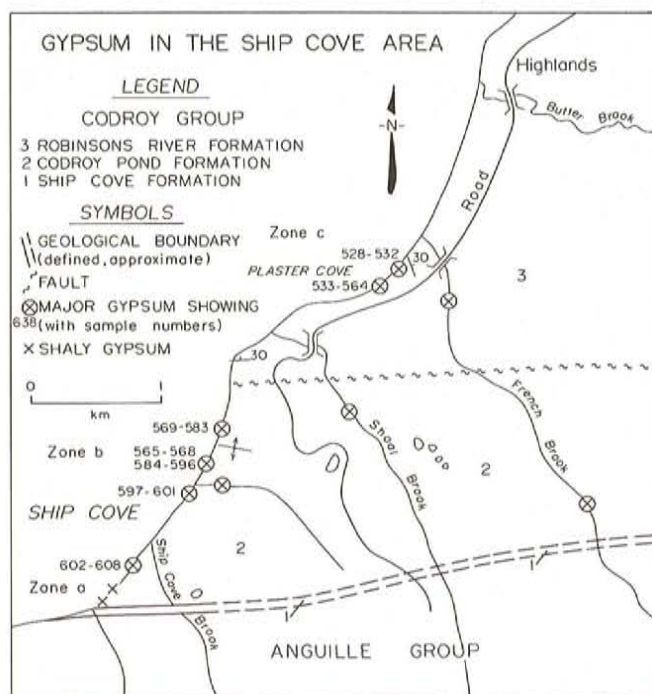 GYPSUM IN THE SHIP COVE AREA
LEGEND
CODROY GROUP
3 ROBINSONS RIVER FORMATION
2 CODROY POND FORMATION
1 SHIP COVE FORMATION
SYMBOLS
GEOLOGICAL BOUNDARY
(defined, approximate)
FAULT
MAJOR GYPSUM SHOWING
638 (with sample numbers)
× SHALY GYPSUM
0 1
km
-N-
Highlands
Butter Brook
Road
Zone c
528-532
30
PLASTER COVE
533-564
3
30
French
Brook
569-583
Zone b
565-568
584-596
Shoal
Brook
2
597-601
SHIP COVE
602-608
2
Ship Cove
Brook
Zone a
1
1
ANGUILLE GROUP